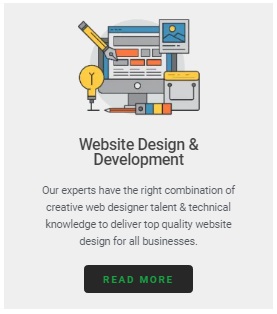 Website Design &
Development
Our experts have the right combination of
creative web designer talent & technical
knowledge to deliver top quality website
design for all businesses.
READ MORE